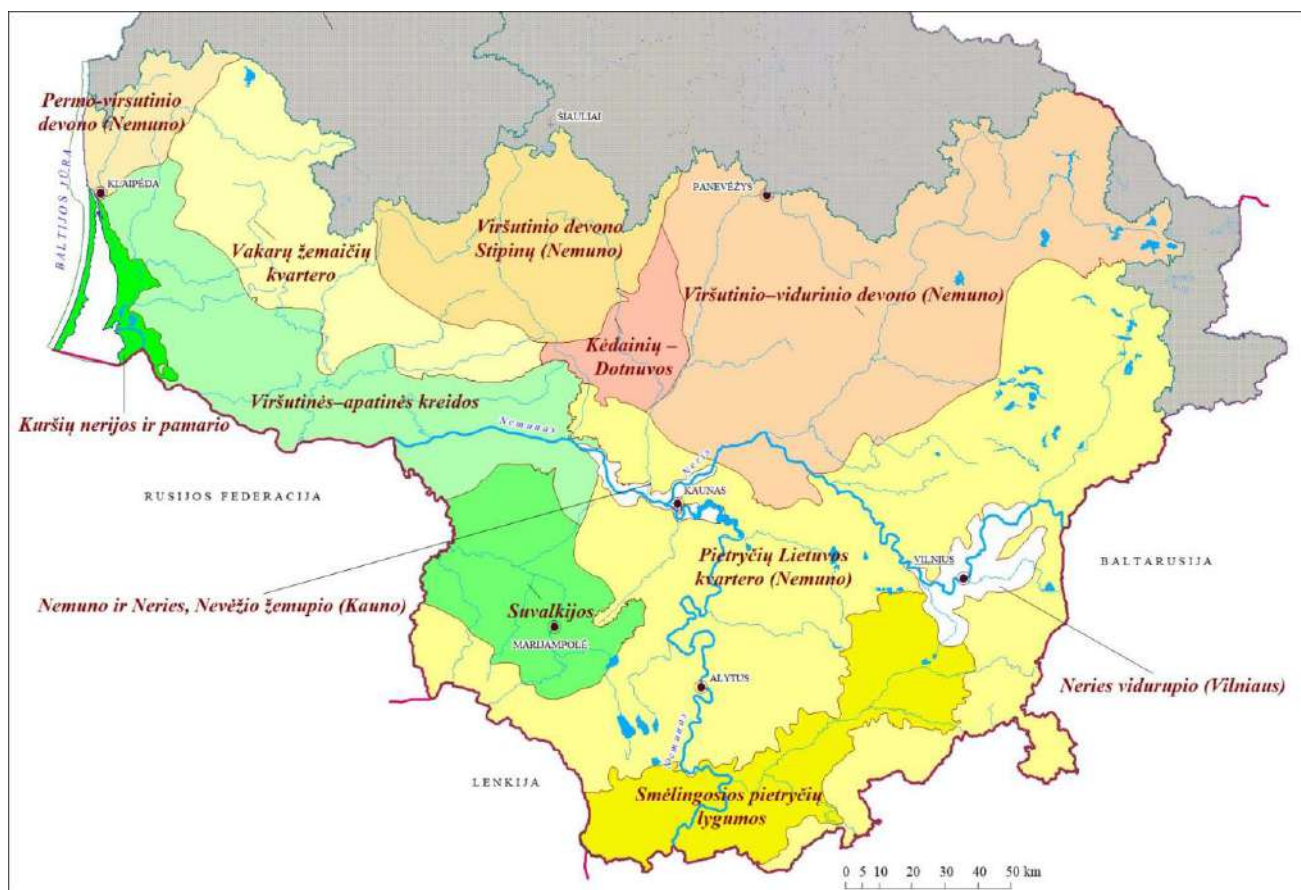 Permo-virsutinio
devono (Nemuno)
ŠIAULIAI
BALTIJOS JŪRA
KLAIPĖDA
PANEVĖŽYS
Vakarų žemaičių
kvartero
Viršutinio devono
Stipinų (Nemuno)
Viršutinio–vidurinio devono (Nemuno)
Kėdainių –
Dotnuvos
Viršutinės–apatinės kreidos
Kuršių nerijos ir pamario
Nemunas
Neris
RUSIJOS FEDERACIJA
KAUNAS
Pietryčių Lietuvos
kvartero (Nemuno)
VILNIUS
BALTARUSIJA
Nemuno ir Neries, Nevėžio žemupio (Kauno)
Suvalkijos
MARIJAMPOLĖ
Neries vidurupio (Vilniaus)
ALYTUS
Nemunas
LENKIJA
Smėlingosios pietryčių
lygumos
0 5 10 20 30 40 50 km